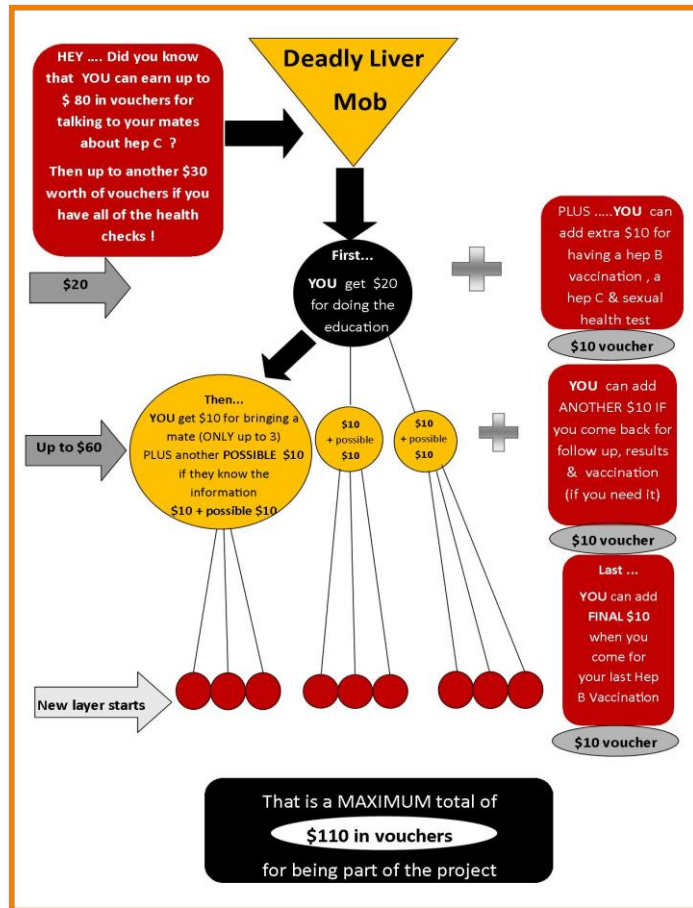 HEY .... Did you know
that YOU can earn up to
$ 80 in vouchers for
talking to your mates
about hep C ?
Then up to another $30
worth of vouchers if you
have all of the health
checks !
Deadly Liver
Mob
$20
First...
YOU get $20
for doing the
education
PLUS .....YOU can
add extra $10 for
having a hep B
vaccination , a
hep C & sexual
health test
$10 voucher
Up to $60
Then...
YOU get $10 for bringing a
mate (ONLY up to 3)
PLUS another POSSIBLE $10
if they know the
information
$10 + possible $10
$10
+ possible
$10
$10
+ possible
$10
YOU can add
ANOTHER $10 IF
you come back for
follow up, results
& vaccination
(if you need it)
$10 voucher
New layer starts
Last ...
YOU can add
FINAL $10
when you
come for
your last Hep
B Vaccination
$10 voucher
That is a MAXIMUM total of
$110 in vouchers
for being part of the project